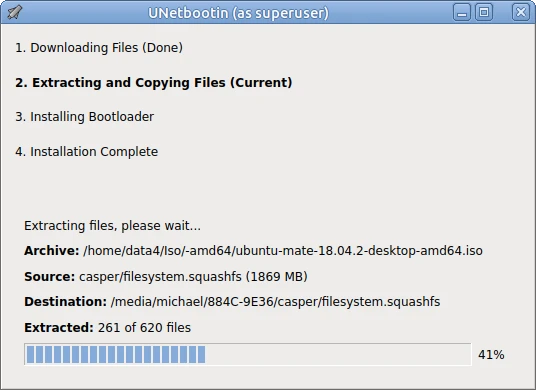 UNetbootin (as superuser)
1. Downloading Files (Done)
2. Extracting and Copying Files (Current)
3. Installing Bootloader
4. Installation Complete
Extracting files, please wait...
Archive: /home/data4/Iso/-amd64/ubuntu-mate-18.04.2-desktop-amd64.iso
Source: casper/filesystem.squashfs (1869 MB)
Destination: /media/michael/884C-9E36/casper/filesystem.squashfs
Extracted: 261 of 620 files
41%